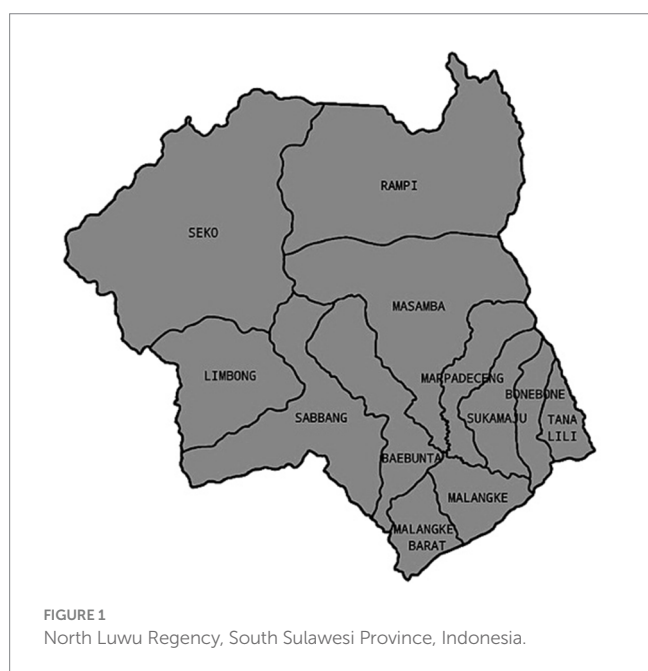 RAMPI
SEKO
MASAMBA
LIMBONG
MARPADECENG
BONEBONE
SABBANG
SUKAMAJU
TANA
LILI
BAEBUNTA
MALANGKE
MALANGKE
BARAT
FIGURE 1
North Luwu Regency, South Sulawesi Province, Indonesia.